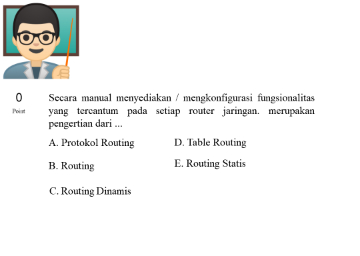 0
Point
Secara manual menyediakan / mengkonfigurasi fungsionalitas
yang tercantum pada setiap router jaringan. merupakan
pengertian dari ...
A. Protokol Routing
D. Table Routing
B. Routing
E. Routing Statis
C. Routing Dinamis